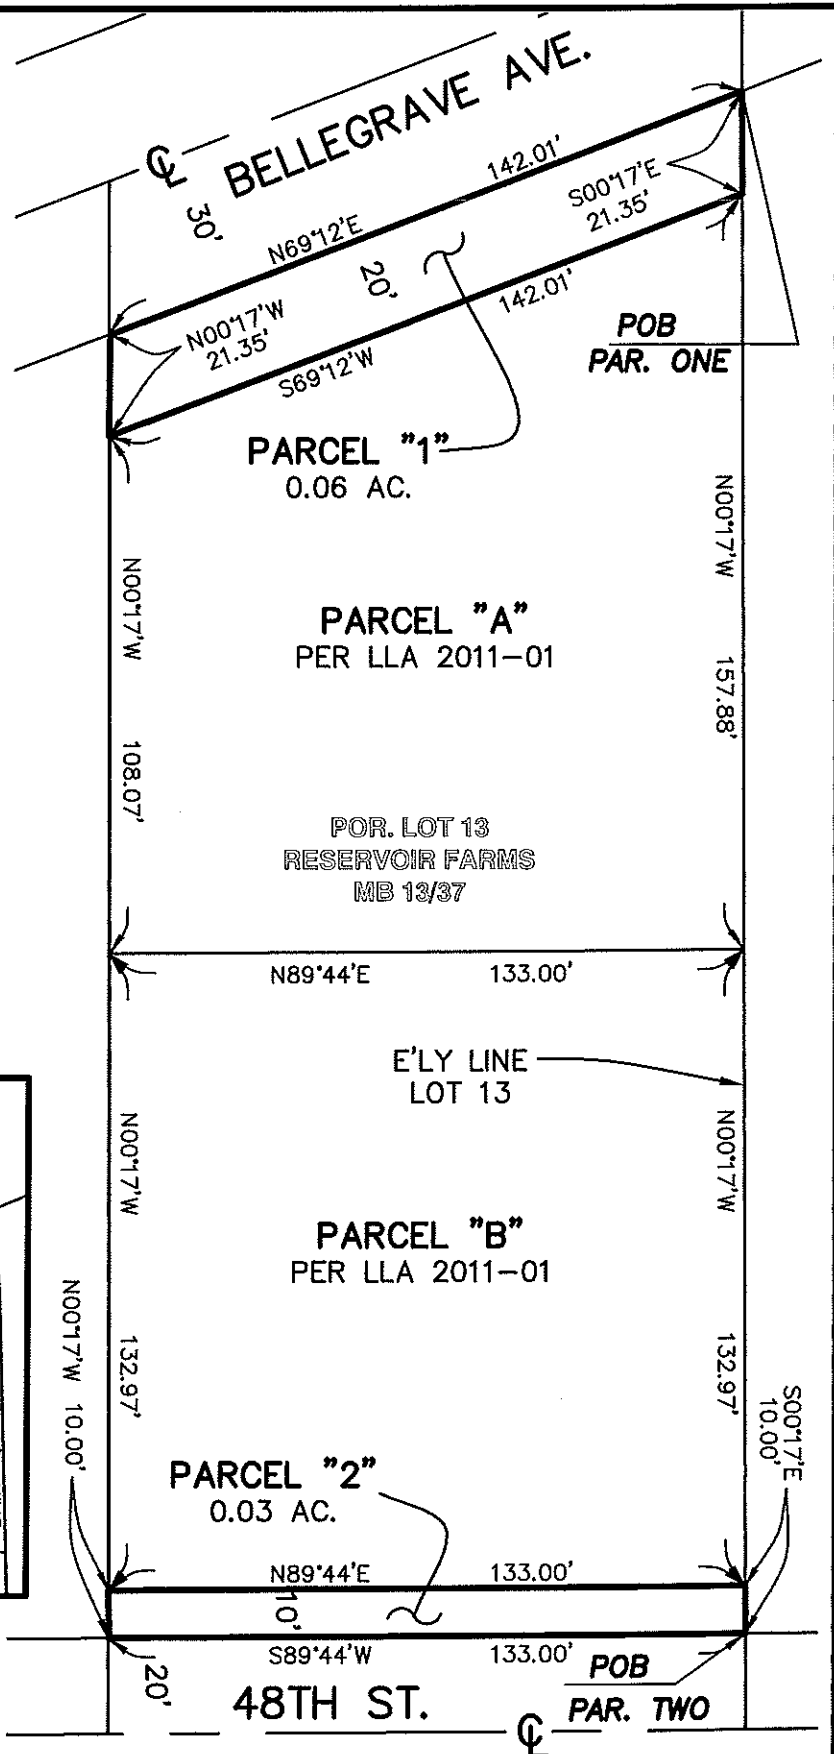 BELLEGRAVE AVE.
℄
30'
N69°12'E
142.01'
S00°17'E
21.35'
20'
N00°17'W
21.35'
S69°12'W
142.01'
POB
PAR. ONE
PARCEL "1"
0.06 AC.
N00°17'W
108.07'
N00°17'W
157.88'
PARCEL "A"
PER LLA 2011-01
POR. LOT 13
RESERVOIR FARMS
MB 13/37
N89°44'E 133.00'
E'LY LINE
LOT 13
N00°17'W
132.97'
N00°17'W
132.97'
PARCEL "B"
PER LLA 2011-01
N00°17'W 10.00'
S00°17'E
10.00'
PARCEL "2"
0.03 AC.
N89°44'E 133.00'
10'
S89°44'W 133.00'
20'
48TH ST.
POB
PAR. TWO
℄